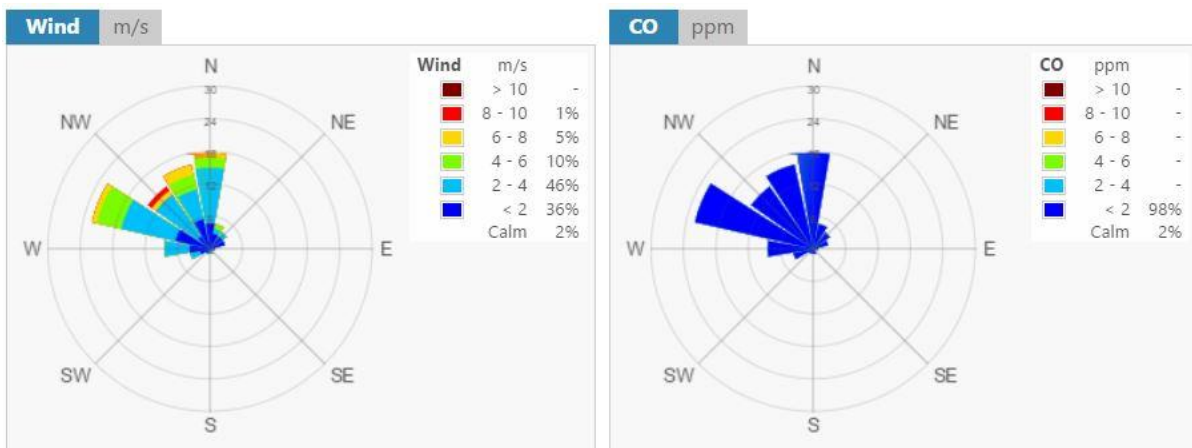 Wind m/s
Wind m/s
> 10 -
8 - 10 1%
6 - 8 5%
4 - 6 10%
2 - 4 46%
< 2 36%
Calm 2%
N
NE
E
SE
S
SW
W
NW
30
24
CO ppm
CO ppm
> 10 -
8 - 10 -
6 - 8 -
4 - 6 -
2 - 4 -
< 2 98%
Calm 2%
N
NE
E
SE
S
SW
W
NW
30
24